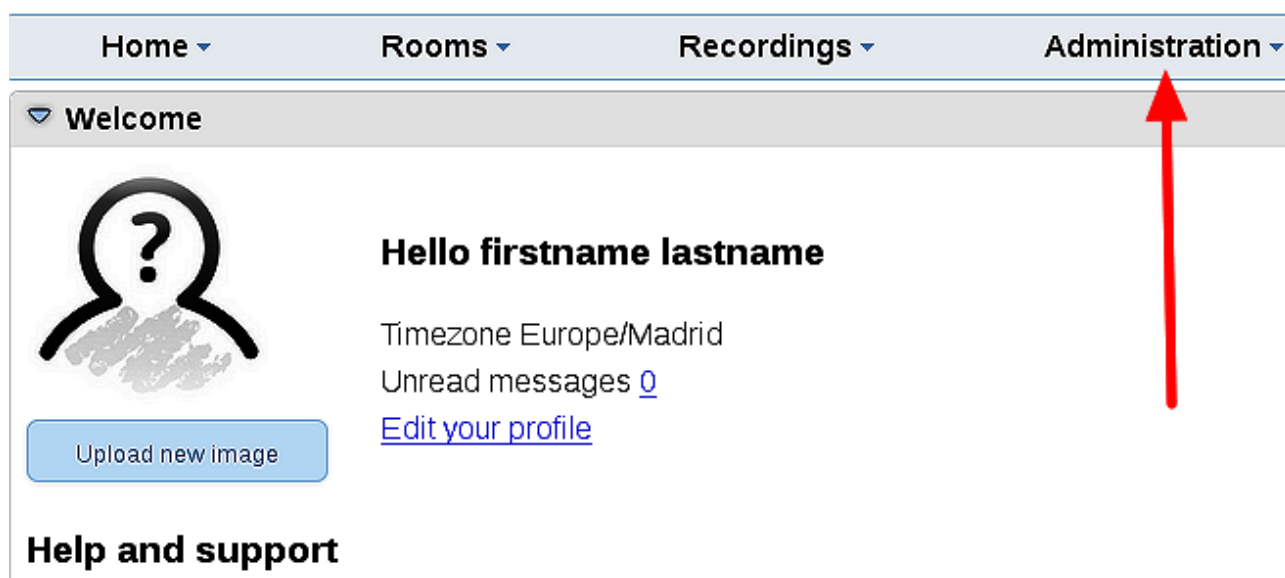 Home Rooms Recordings Administration
Welcome
?
Hello firstname lastname
Timezone Europe/Madrid
Unread messages 0
Edit your profile
Upload new image
Help and support